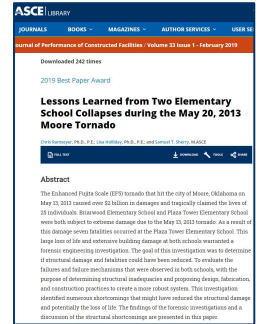 ASCE LIBRARY
JOURNALS BOOKS MAGAZINES AUTHOR SERVICES USER SE
ournal of Performance of Constructed Facilities / Volume 33 Issue 1 - February 2019
Downloaded 242 times
2019 Best Paper Award
Lessons Learned from Two Elementary
School Collapses during the May 20, 2013
Moore Tornado
Chris Ramseyer, Ph.D., P.E.; Lisa Holliday, Ph.D., P.E.; and Samuel T. Sherry, M.ASCE
FULL TEXT DOWNLOAD TOOLS SHARE
Abstract
The Enhanced Fujita Scale (EF5) tornado that hit the city of Moore, Oklahoma on
May 13, 2013 caused over $2 billion in damages and tragically claimed the lives of
25 individuals. Briarwood Elementary School and Plaza Tower Elementary School
were both subject to extreme damage due to the May 13, 2013 tornado. As a result of
this damage seven fatalities occurred at the Plaza Tower Elementary School. This
large loss of life and extensive building damage at both schools warranted a
forensic engineering investigation. The goal of this investigation was to determine
if structural damage and fatalities could have been reduced. To evaluate the
failures and failure mechanisms that were observed in both schools, with the
purpose of determining structural inadequacies and proposing design, fabrication,
and construction practices to create a more robust system. This investigation
identified numerous shortcomings that might have reduced the structural damage
and potentially the loss of life. The findings of the forensic investigations and a
discussion of the structural shortcomings are presented in this paper.